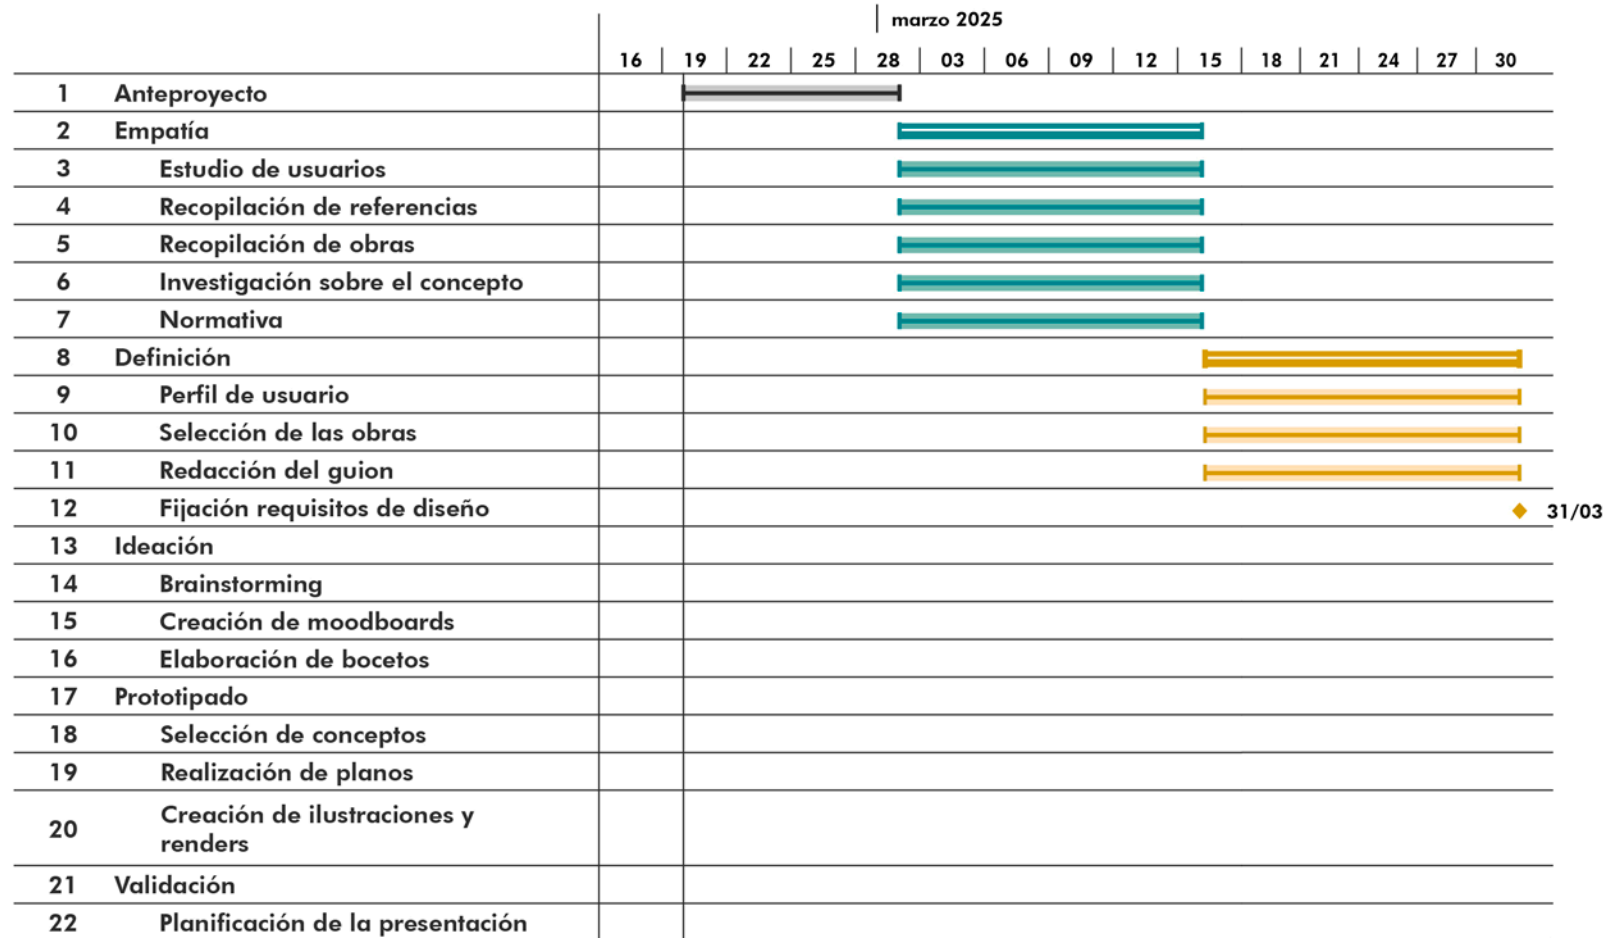 marzo 2025
16 19 22 25 28 03 06 09 12 15 18 21 24 27 30
1 Anteproyecto
2 Empatía
3 Estudio de usuarios
4 Recopilación de referencias
5 Recopilación de obras
6 Investigación sobre el concepto
7 Normativa
8 Definición
9 Perfil de usuario
10 Selección de las obras
11 Redacción del guion
12 Fijación requisitos de diseño 31/03
13 Ideación
14 Brainstorming
15 Creación de moodboards
16 Elaboración de bocetos
17 Prototipado
18 Selección de conceptos
19 Realización de planos
20 Creación de ilustraciones y
renders
21 Validación
22 Planificación de la presentación